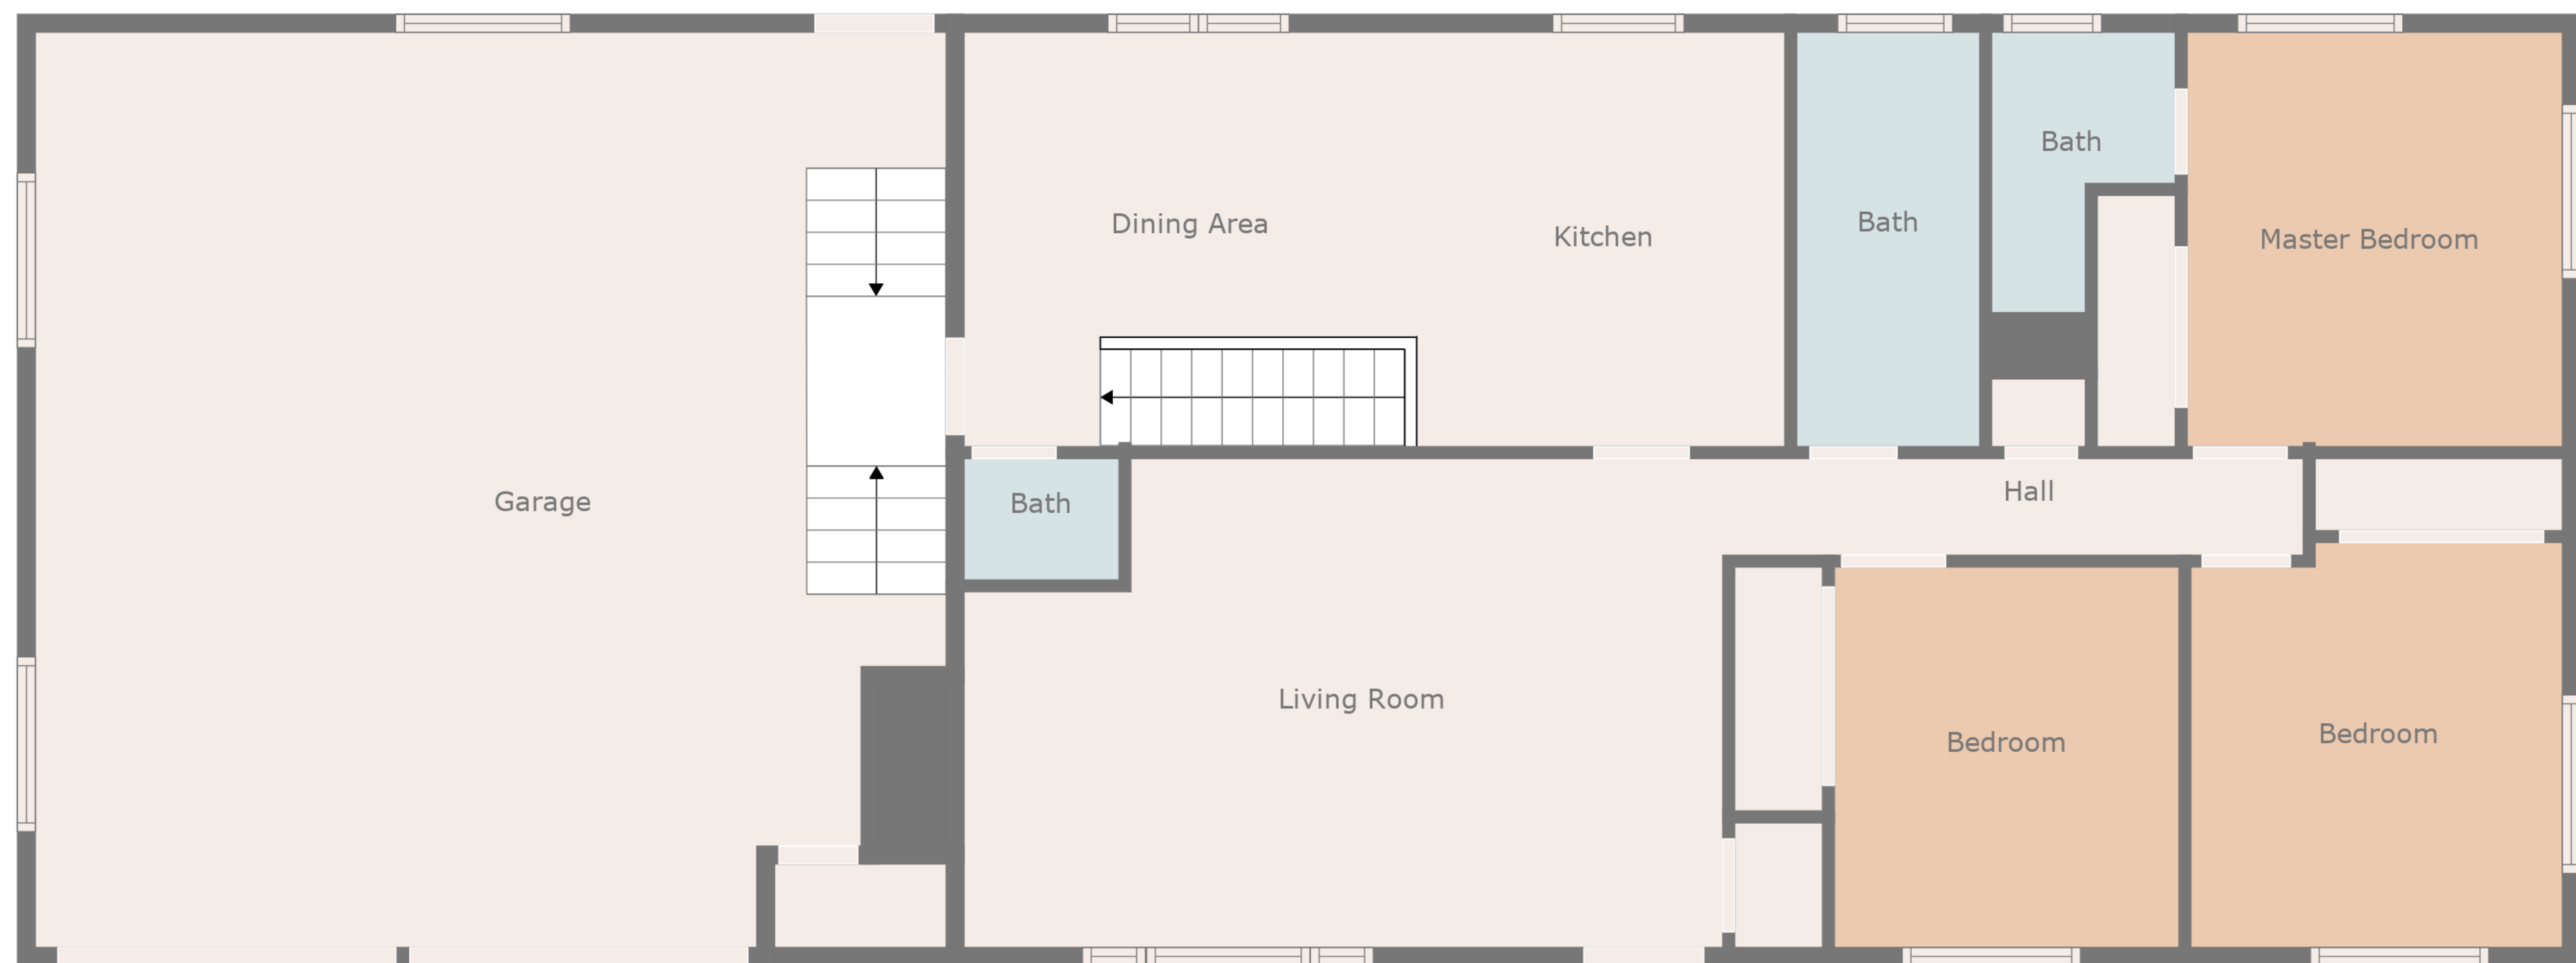 Bath
Dining Area
Kitchen
Bath
Master Bedroom
Garage
Bath
Hall
Living Room
Bedroom
Bedroom